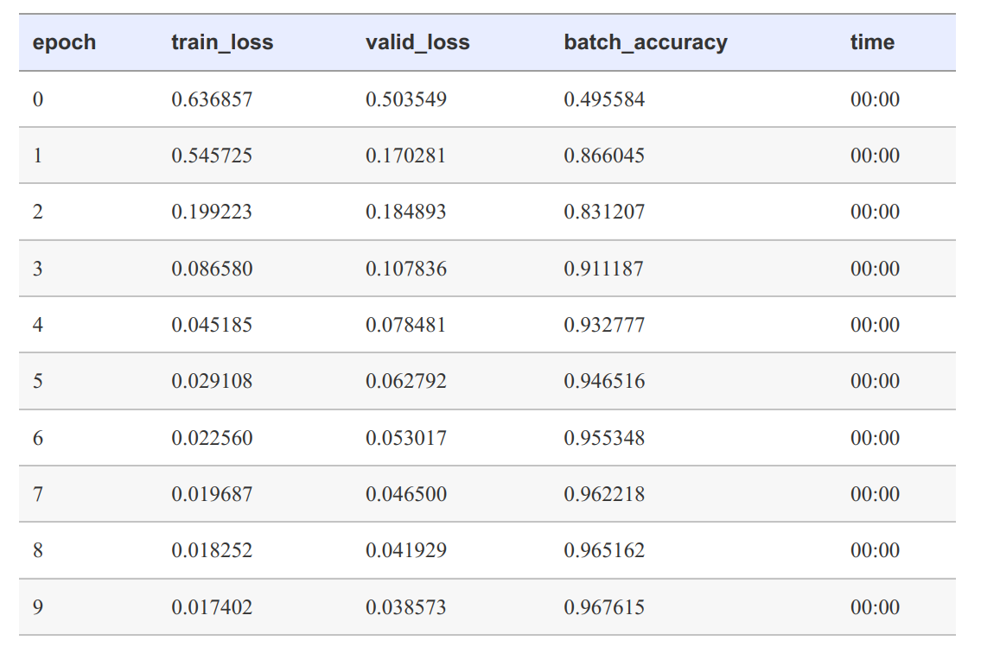 epoch train_loss valid_loss batch_accuracy time
0 0.636857 0.503549 0.495584 00:00
1 0.545725 0.170281 0.866045 00:00
2 0.199223 0.184893 0.831207 00:00
3 0.086580 0.107836 0.911187 00:00
4 0.045185 0.078481 0.932777 00:00
5 0.029108 0.062792 0.946516 00:00
6 0.022560 0.053017 0.955348 00:00
7 0.019687 0.046500 0.962218 00:00
8 0.018252 0.041929 0.965162 00:00
9 0.017402 0.038573 0.967615 00:00